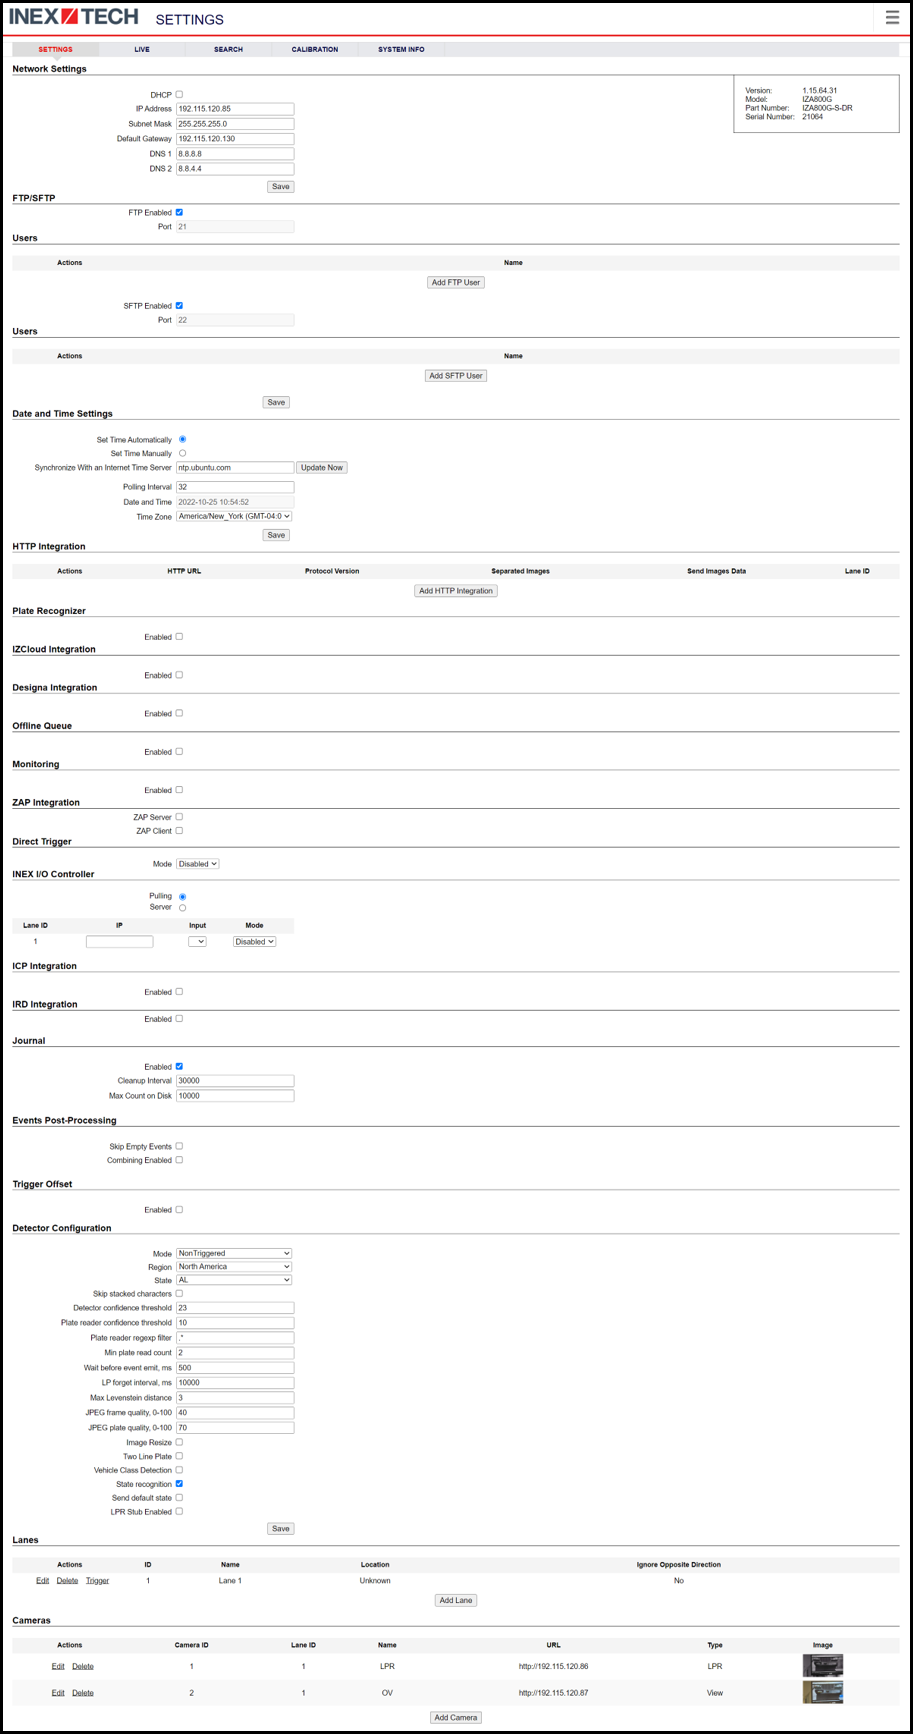 INEX TECH SETTINGS
SETTINGS LIVE SEARCH CALIBRATION SYSTEM INFO
Network Settings
Version: 1.15.64.31
Model: IZA800G
Part Number: IZA800G-S-DR
Serial Number: 21064
DHCP
IP Address 192.115.120.85
Subnet Mask 255.255.255.0
Default Gateway 192.115.120.130
DNS 1 8.8.8.8
DNS 2 8.8.4.4
Save
FTP/SFTP
FTP Enabled
Port 21
Users
Actions Name
Add FTP User
SFTP Enabled
Port 22
Users
Actions Name
Add SFTP User
Save
Date and Time Settings
Set Time Automatically
Set Time Manually
Synchronize With an Internet Time Server ntp.ubuntu.com Update Now
Polling Interval 32
Date and Time 2022-10-25 10:54:52
Time Zone America/New_York (GMT-04:0
Save
HTTP Integration
Actions HTTP URL Protocol Version Separated Images Send Images Data Lane ID
Add HTTP Integration
Plate Recognizer
Enabled
IZCloud Integration
Enabled
Designa Integration
Enabled
Offline Queue
Enabled
Monitoring
Enabled
ZAP Integration
ZAP Server
ZAP Client
Direct Trigger
Mode Disabled
INEX I/O Controller
Pulling
Server
Lane ID IP Input Mode
1 Disabled
ICP Integration
Enabled
IRD Integration
Enabled
Journal
Enabled
Cleanup Interval 30000
Max Count on Disk 10000
Events Post-Processing
Skip Empty Events
Combining Enabled
Trigger Offset
Enabled
Detector Configuration
Mode NonTriggered
Region North America
State AL
Skip stacked characters
Detector confidence threshold 23
Plate reader confidence threshold 10
Plate reader regexp filter .*
Min plate read count 2
Wait before event emit, ms 500
LP forget interval, ms 10000
Max Levenstein distance 3
JPEG frame quality, 0-100 40
JPEG plate quality, 0-100 70
Image Resize
Two Line Plate
Vehicle Class Detection
State recognition
Send default state
LPR Stub Enabled
Save
Lanes
Actions ID Name Location Ignore Opposite Direction
Edit Delete Trigger 1 Lane 1 Unknown No
Add Lane
Cameras
Actions Camera ID Lane ID Name URL Type Image
Edit Delete 1 1 LPR http://192.115.120.86 LPR
Edit Delete 2 1 OV http://192.115.120.87 View
Add Camera